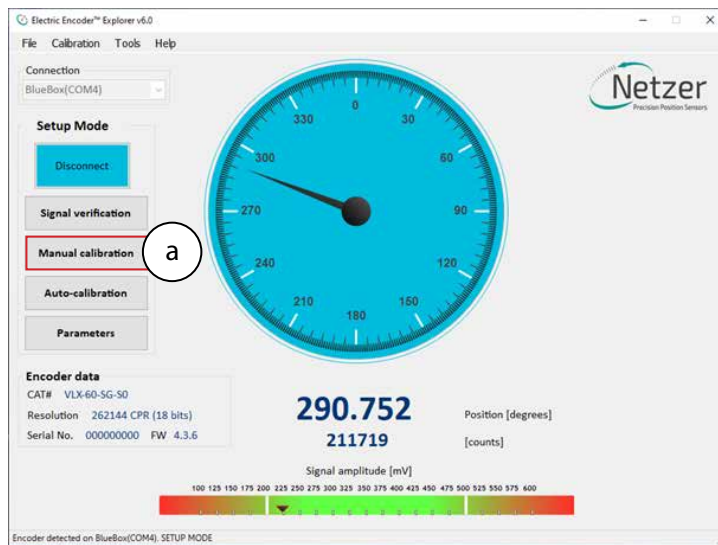 Electric Encoder™ Explorer v6.0
File Calibration Tools Help
Connection
BlueBox(COM4)
Netzer
Precision Position Sensors
Setup Mode
Disconnect
Signal verification
Manual calibration
a
Auto-calibration
Parameters
0
30
60
90
120
150
180
210
240
270
300
330
Encoder data
CAT# VLX-60-SG-S0
Resolution 262144 CPR (18 bits)
Serial No. 000000000 FW 4.3.6
290.752 Position [degrees]
211719 [counts]
Signal amplitude [mV]
100 125 150 175 200 225 250 275 300 325 350 375 400 425 450 475 500 525 550 575 600
Encoder detected on BlueBox(COM4). SETUP MODE